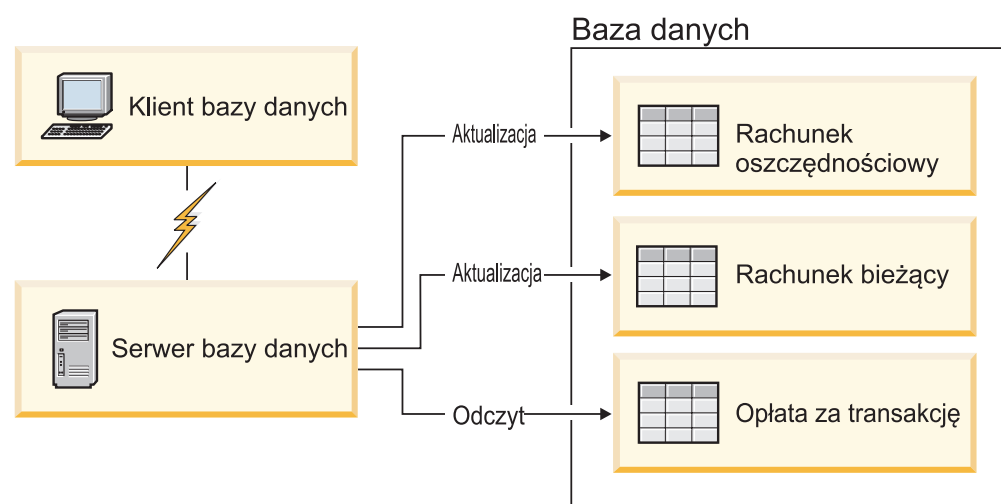 Baza danych
Klient bazy danych
Aktualizacja
Rachunek
oszczędnościowy
Aktualizacja
Rachunek bieżący
Serwer bazy danych
Odczyt
Opłata za transakcję